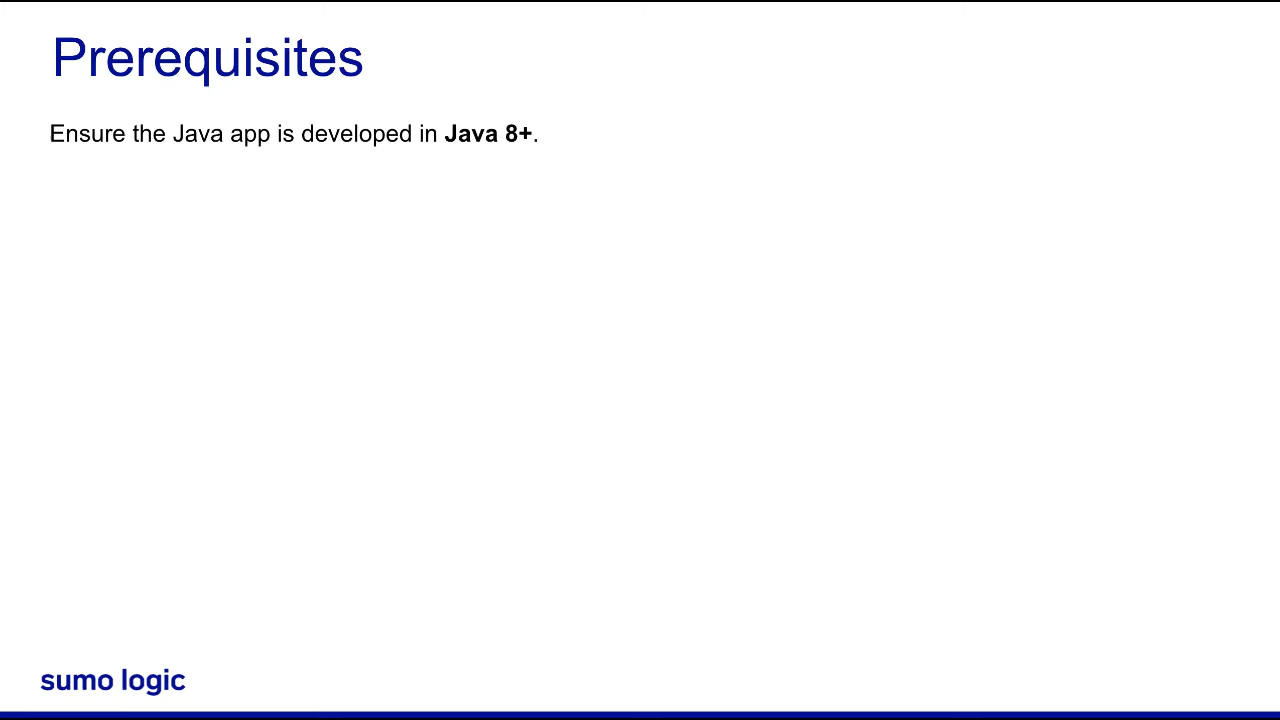 Prerequisites
Ensure the Java app is developed in Java 8+.
sumo logic